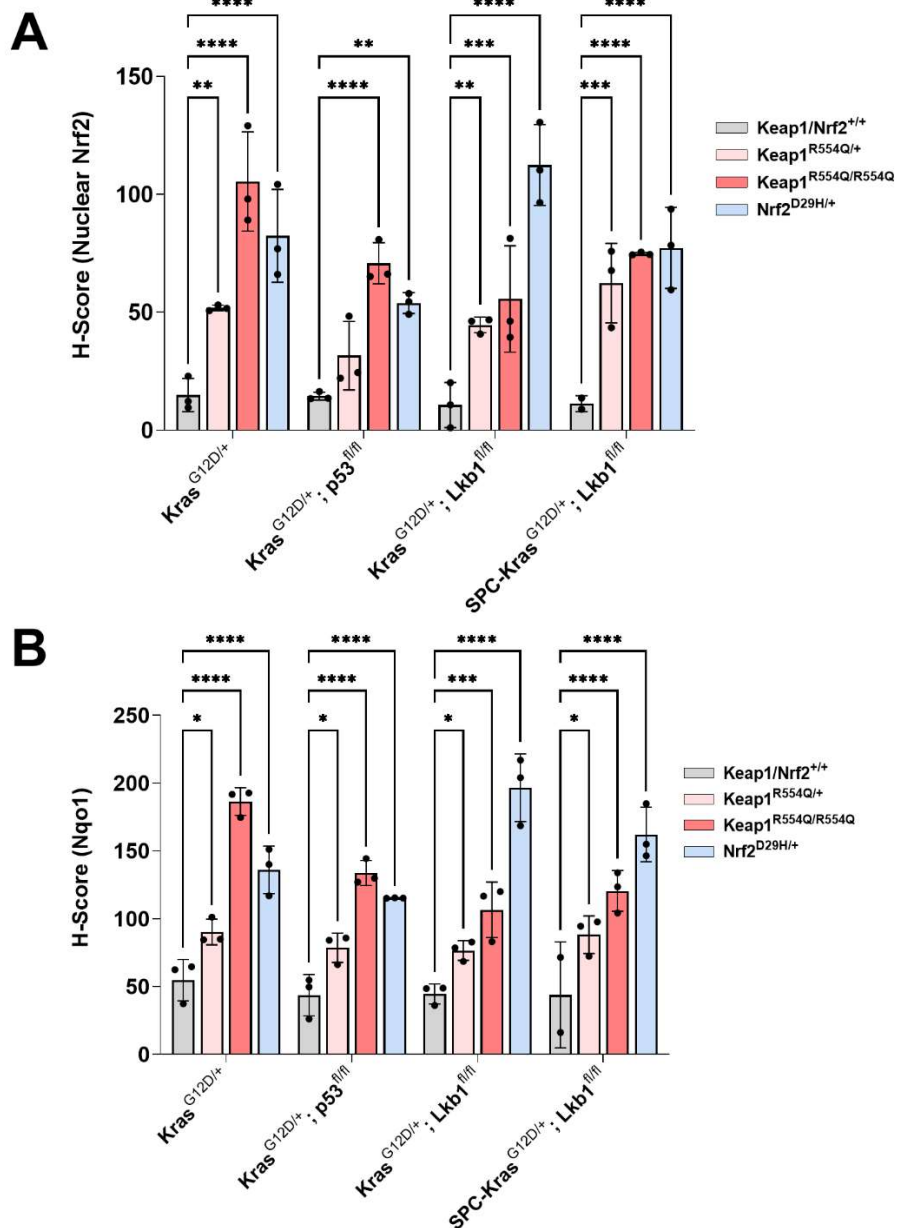 A
****
****
**
**
****
****
***
**
****
****
***
H-Score (Nuclear Nrf2)
150
100
50
0
Keap1/Nrf2+/+
Keap1R554Q/+
Keap1R554Q/R554Q
Nrf2D29H/+
Kras G12D/+
Kras G12D/+ ; p53fl/fl
Kras G12D/+ ; Lkb1fl/fl
SPC-Kras G12D/+ ; Lkb1fl/fl
B
****
****
*
****
****
*
****
***
*
****
****
*
H-Score (Nqo1)
250
200
150
100
50
0
Keap1/Nrf2+/+
Keap1R554Q/+
Keap1R554Q/R554Q
Nrf2D29H/+
Kras G12D/+
Kras G12D/+ ; p53fl/fl
Kras G12D/+ ; Lkb1fl/fl
SPC-Kras G12D/+ ; Lkb1fl/fl